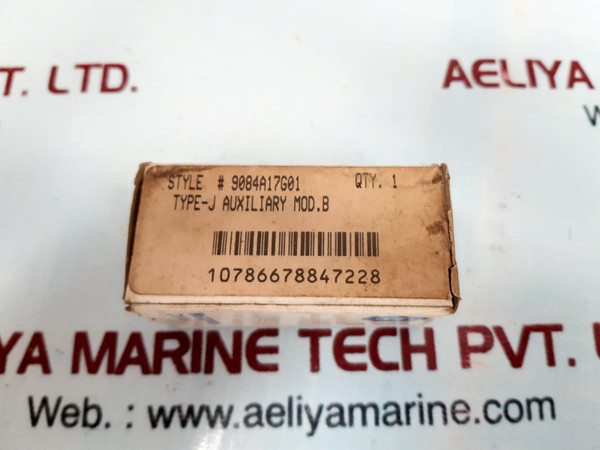 T. LTD.
AELIYA
W
STYLE # 9084A17G01 QTY. 1
TYPE-J AUXILIARY MOD.B
10786678847228
YA MARINE TECH PVT. L
Web. : www.aeliyamarine.com